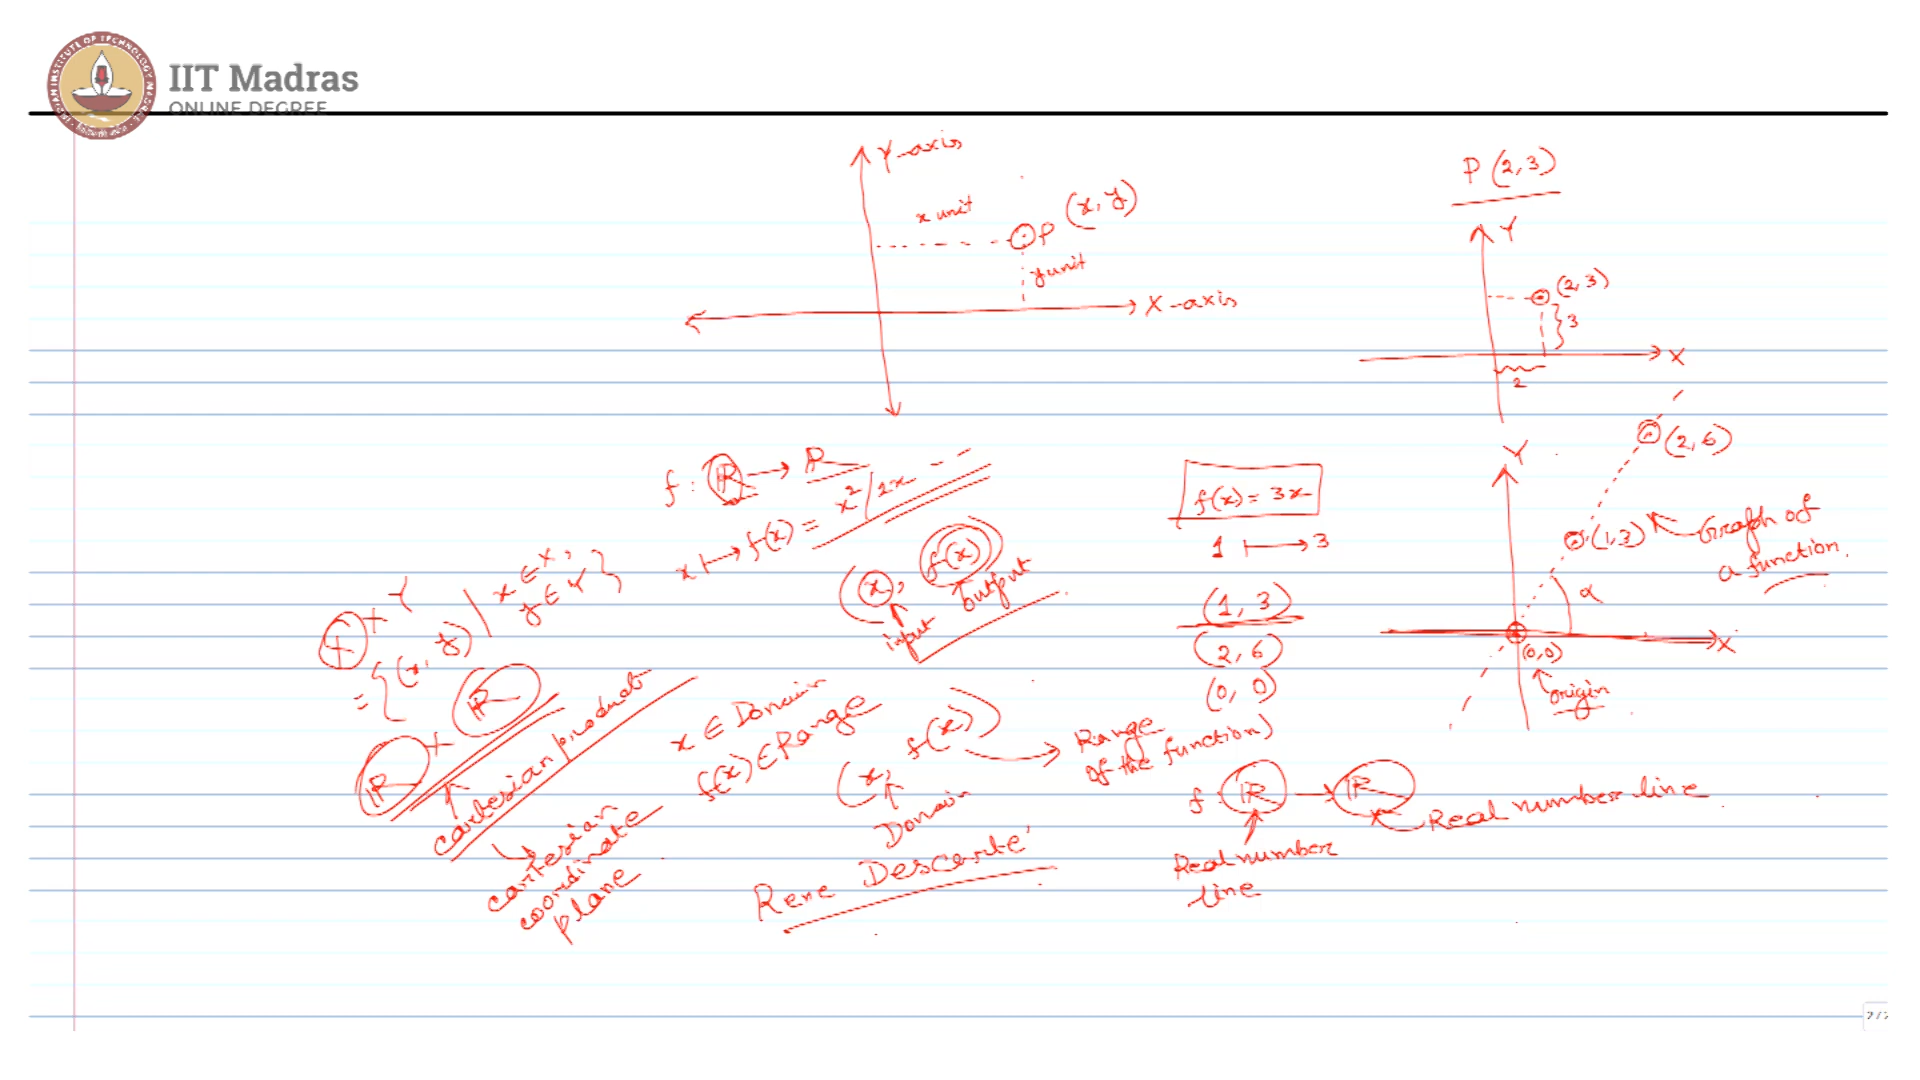 IIT Madras
ONLINE DEGREE
Y-axis
x unit
P (x, y)
y unit
X-axis
P (2,3)
Y
(2,3)
3
X
2
f : ℝ → ℝ
x ↦ f(x) = x² / 2x
(x, f(x))
input
output
f(x) = 3x
1 ↦ 3
(1, 3)
(2, 6)
(0, 0)
Y
(2,6)
(1,3)
Graph of
a function.
α
X
(0,0)
origin
X × Y
= {(x, y) | x ∈ X,
y ∈ Y}
ℝ × ℝ
cartesian product
cartesian
coordinate
plane
x ∈ Domain
f(x) ∈ Range
(x, f(x))
Domain
Range
of the function)
Rene Descarte'
f : ℝ → ℝ
Real number
line
Real number line